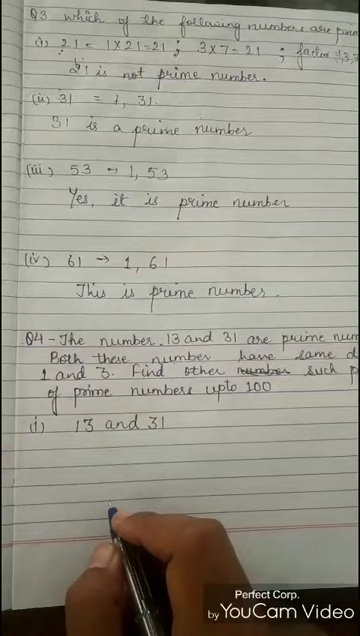 Q3 Which of the following numbers are prim
(i) 21 = 1 × 21 = 21 ; 3 × 7 = 21 ; factor = 1, 3,
21 is not prime number.
(ii) 31 = 1, 31.
31 is a prime number
(iii) 53 → 1, 53
Yes, it is prime number
(iv) 61 → 1, 61
This is prime number.
Q4 - The number 13 and 31 are prime num
Both these number have same d
1 and 3. Find other such p
of prime numbers upto 100
(i) 13 and 31
Perfect Corp.
by YouCam Video